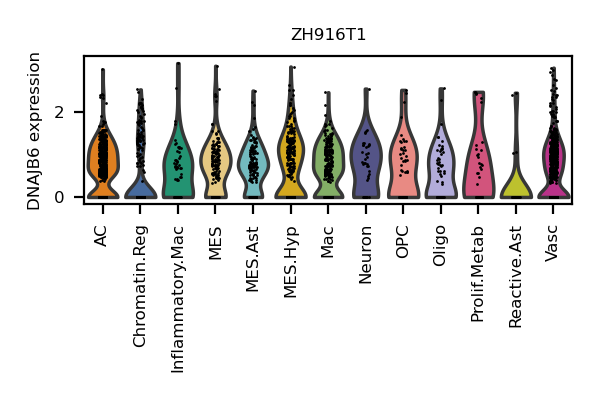 ZH916T1
DNAJB6 expression
2
0
AC
Chromatin.Reg
Inflammatory.Mac
MES
MES.Ast
MES.Hyp
Mac
Neuron
OPC
Oligo
Prolif.Metab
Reactive.Ast
Vasc